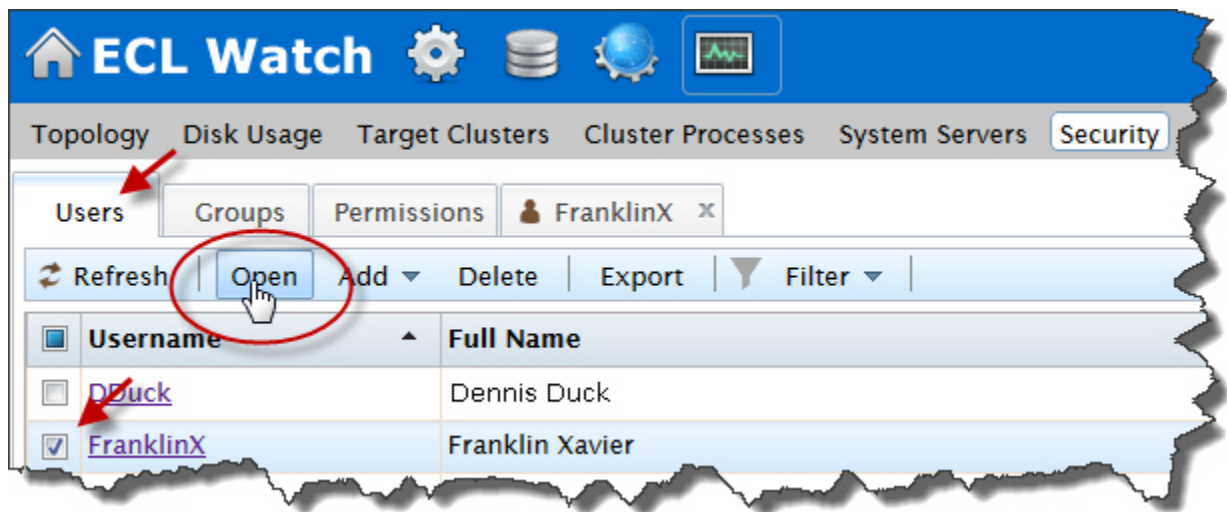 ECL Watch
Topology Disk Usage Target Clusters Cluster Processes System Servers Security
Users Groups Permissions FranklinX x
Refresh Open Add Delete Export Filter
Username Full Name
DDuck Dennis Duck
FranklinX Franklin Xavier